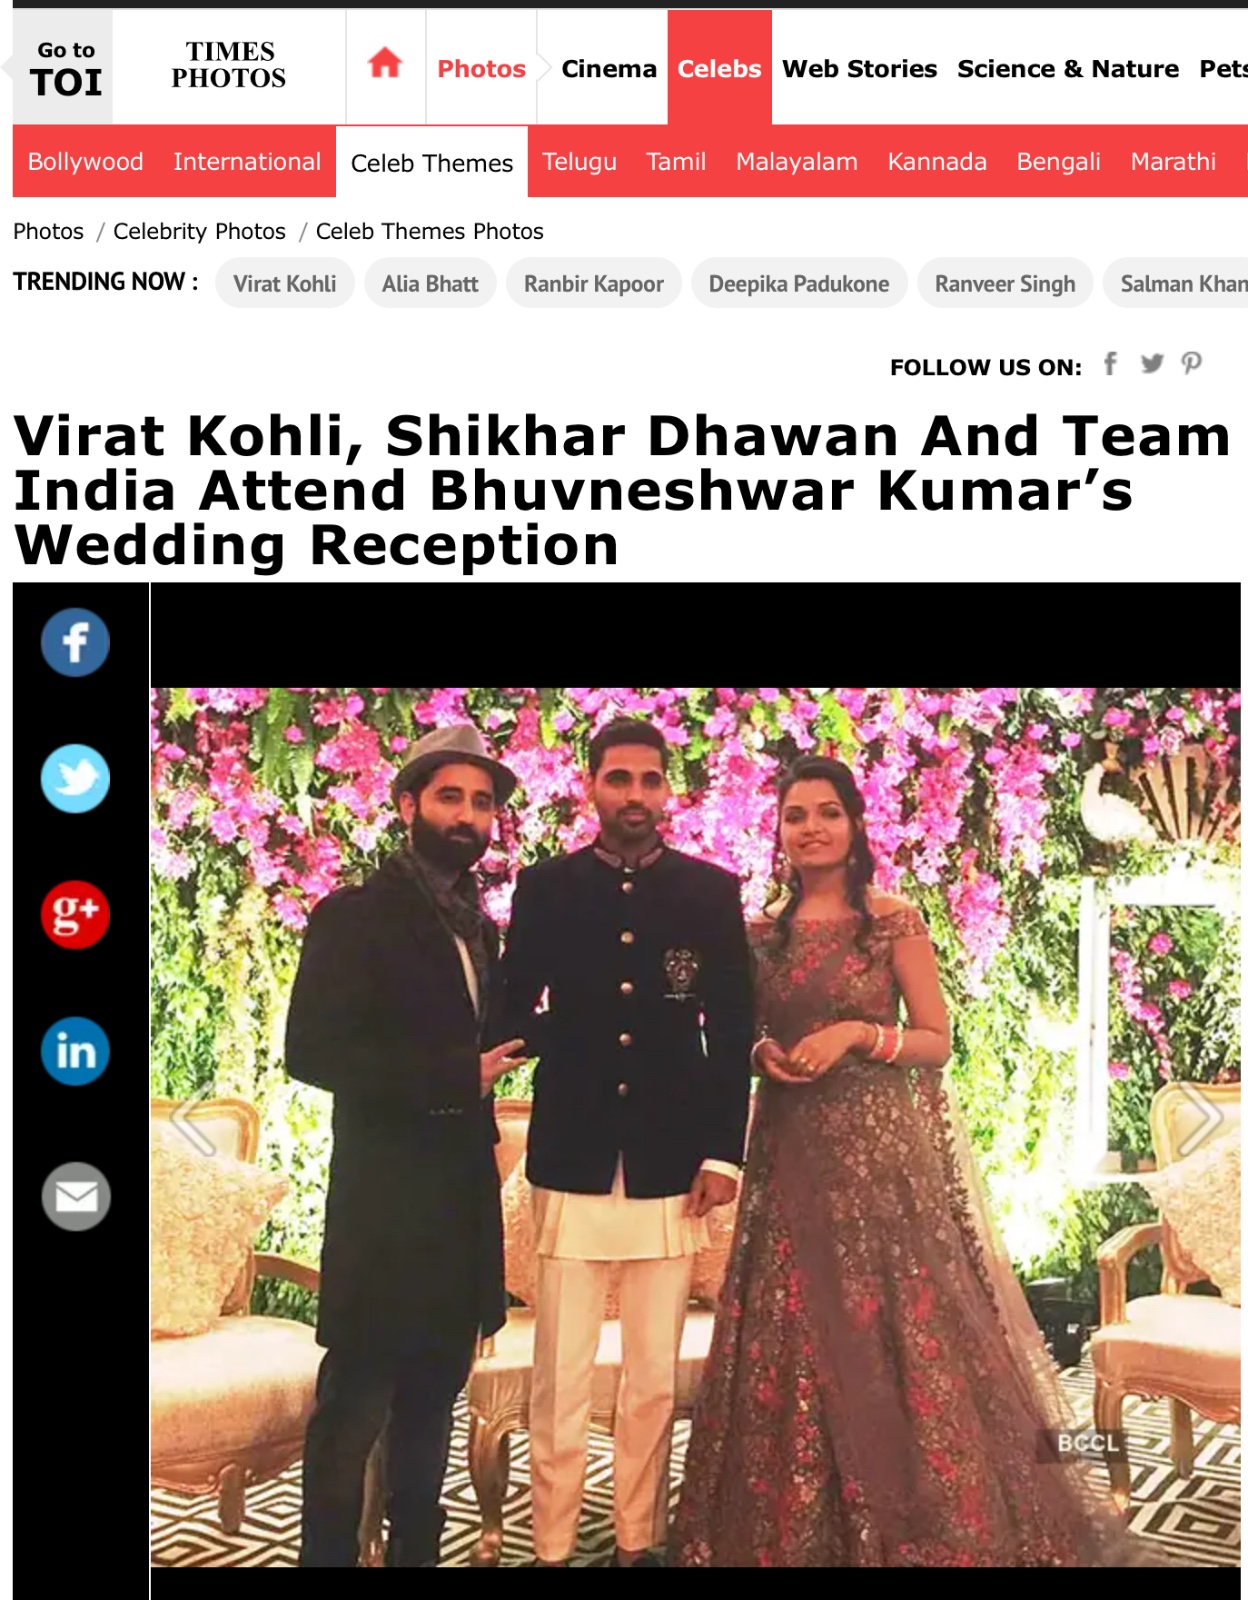 Go to
TOI
TIMES
PHOTOS
Photos
Cinema
Celebs
Web Stories
Science & Nature
Pets
Bollywood
International
Celeb Themes
Telugu
Tamil
Malayalam
Kannada
Bengali
Marathi
Photos / Celebrity Photos / Celeb Themes Photos
TRENDING NOW : Virat Kohli Alia Bhatt Ranbir Kapoor Deepika Padukone Ranveer Singh Salman Khan
FOLLOW US ON:
Virat Kohli, Shikhar Dhawan And Team
India Attend Bhuvneshwar Kumar’s
Wedding Reception
f
g+
in
BCCL